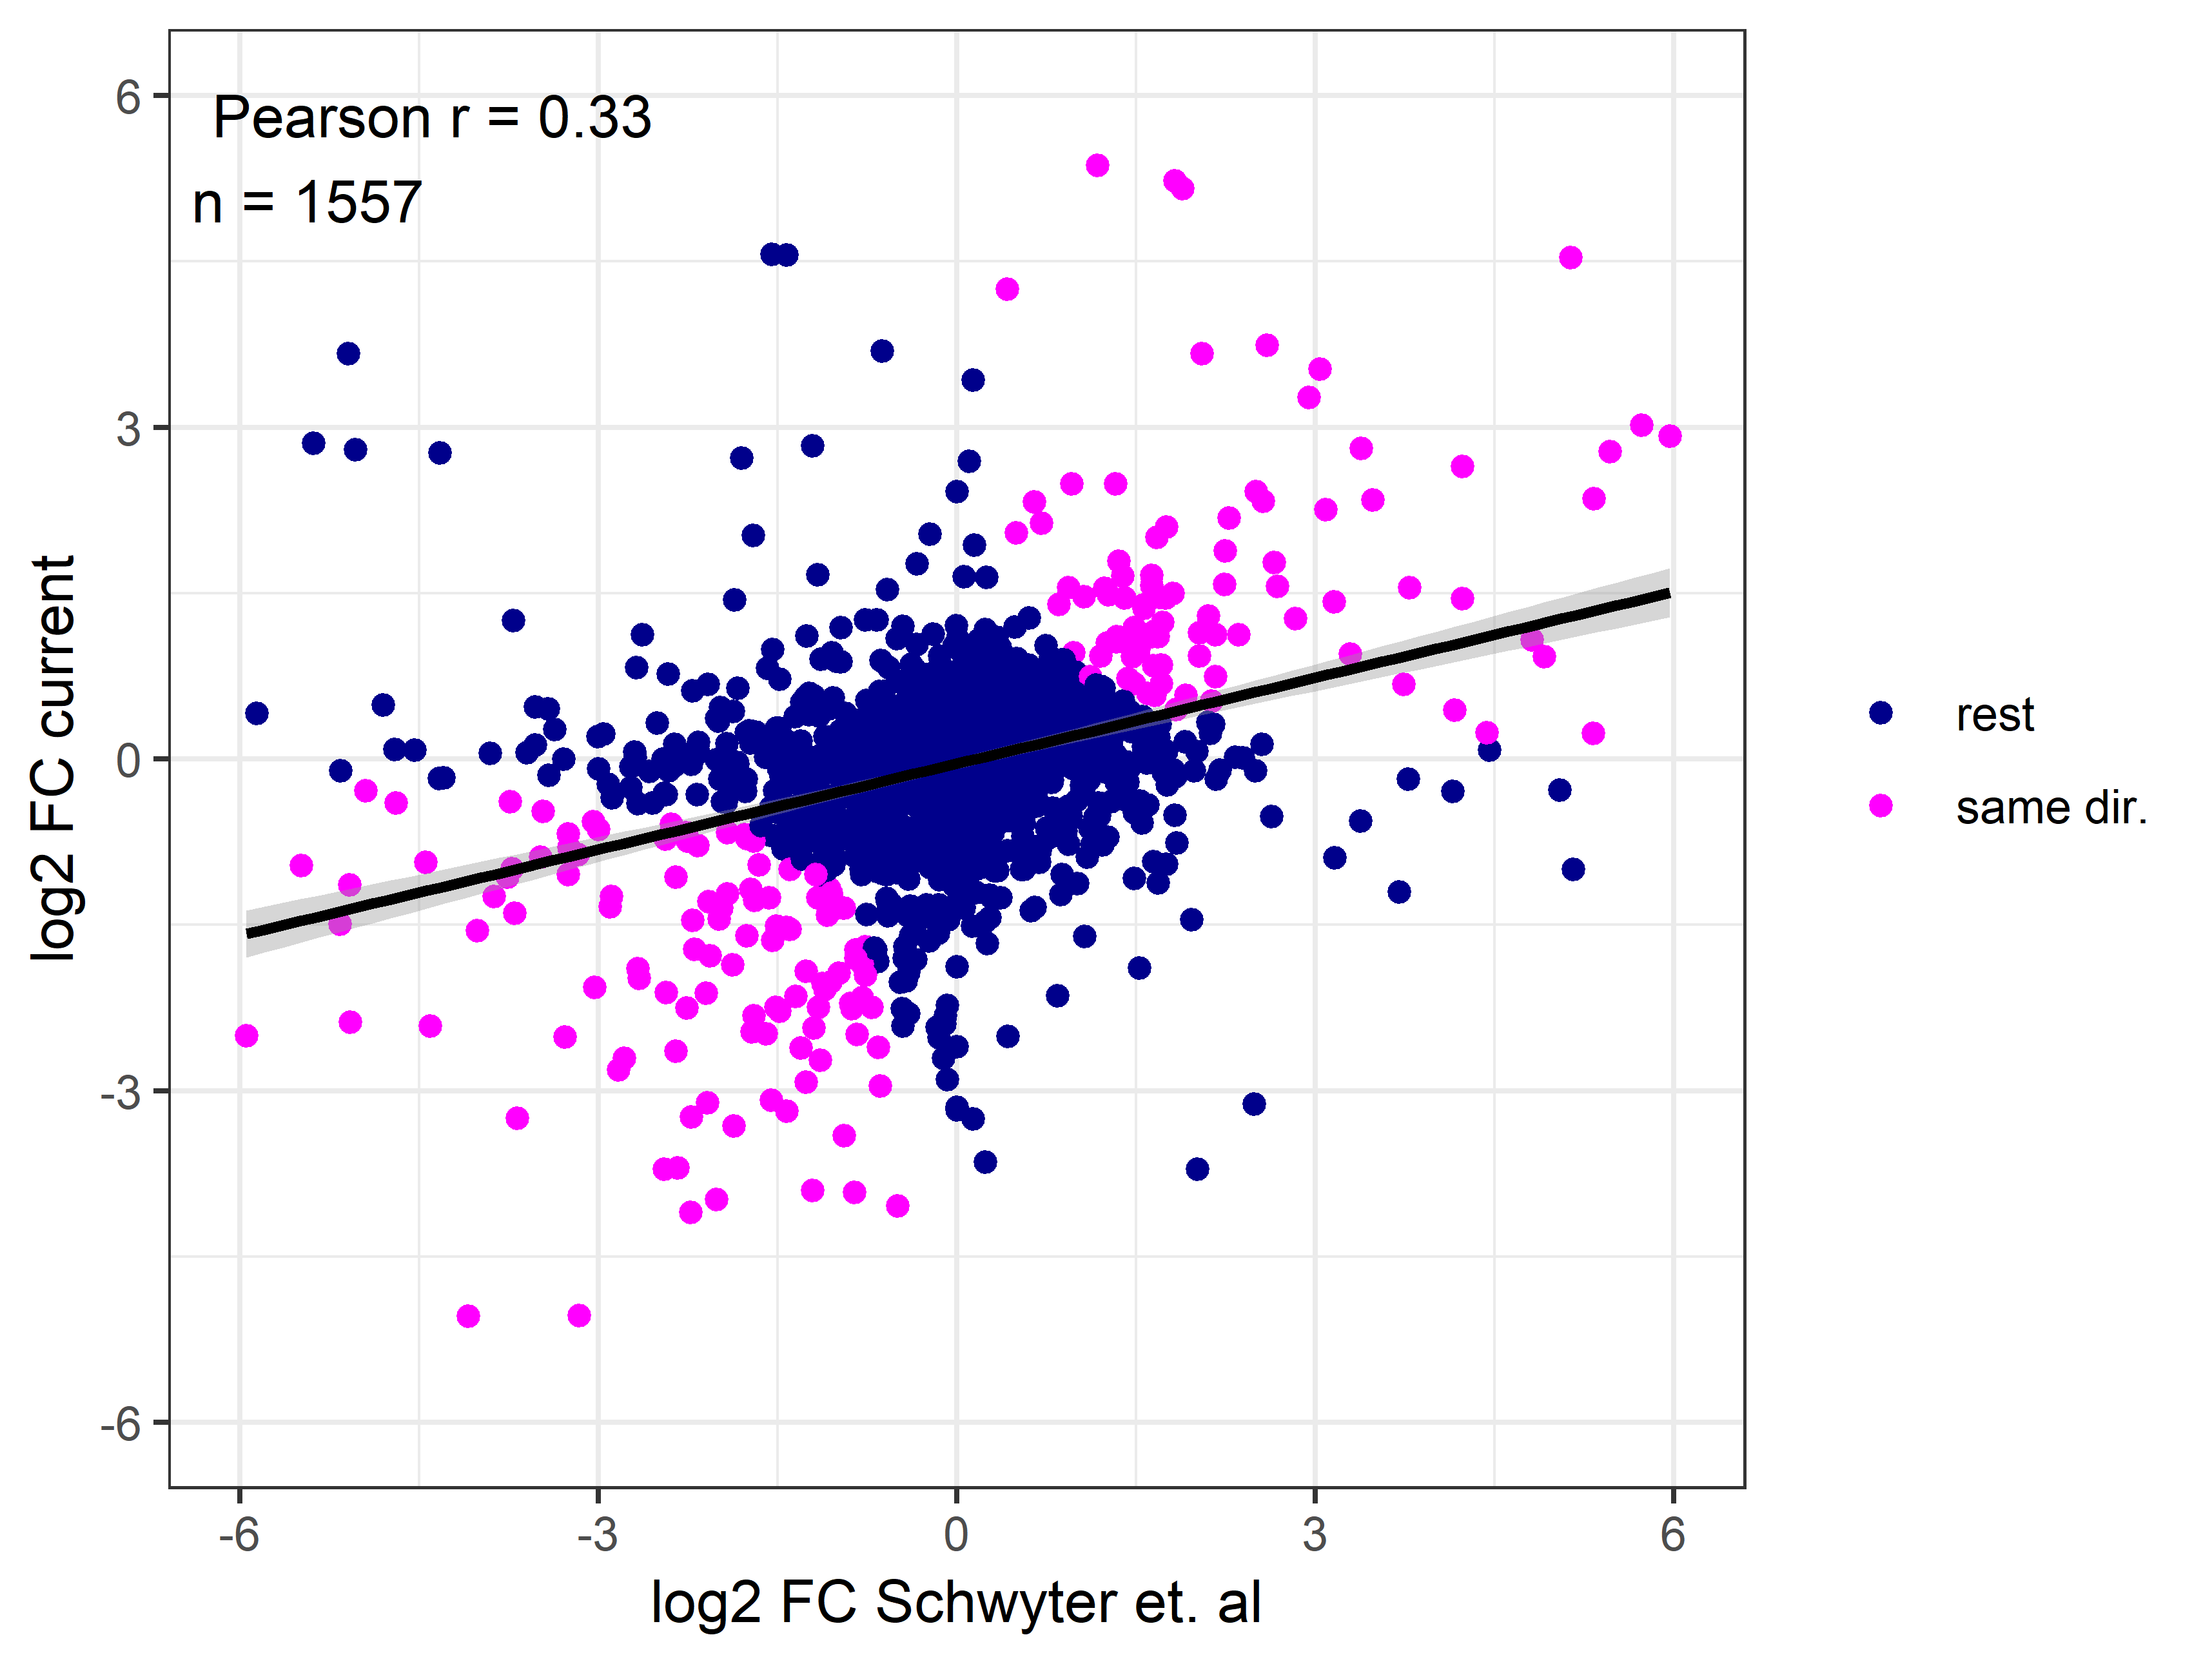 Pearson r = 0.33
n = 1557
6
3
0
-3
-6
log2 FC current
-6
-3
0
3
6
log2 FC Schwyter et. al
rest
same dir.